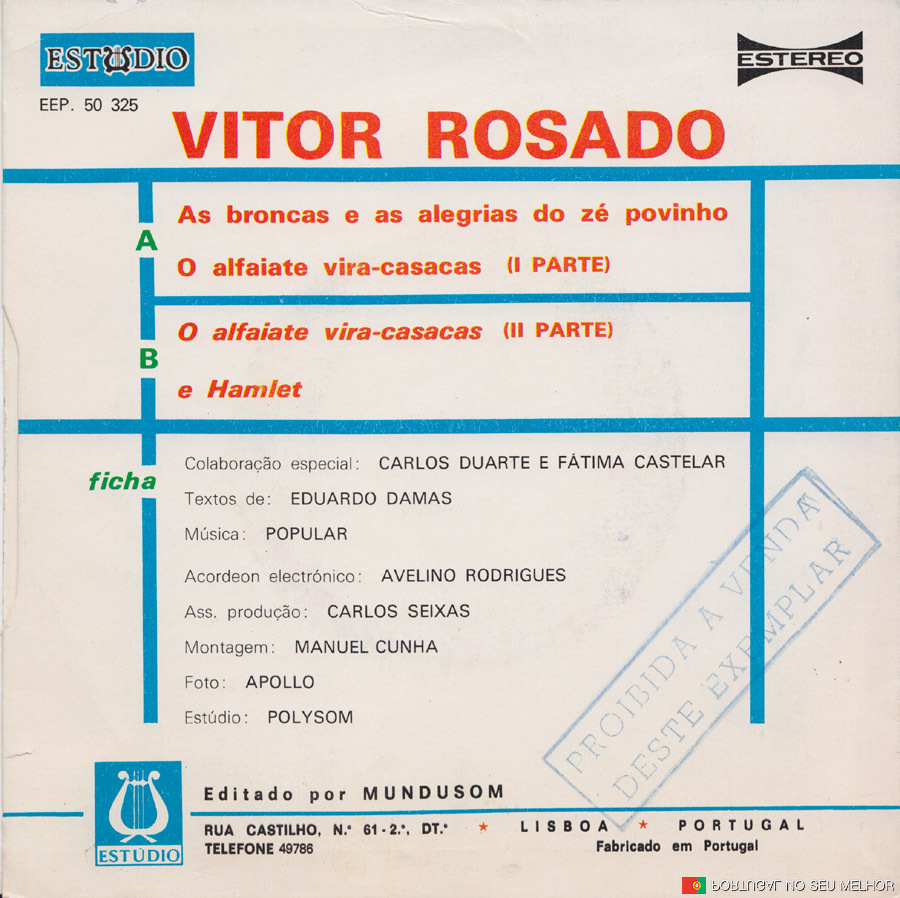 ESTÚDIO
ESTEREO
EEP. 50 325
VITOR ROSADO
A
As broncas e as alegrias do zé povinho
O alfaiate vira-casacas (I PARTE)
B
O alfaiate vira-casacas (II PARTE)
e Hamlet
ficha
Colaboração especial: CARLOS DUARTE E FÁTIMA CASTELAR
Textos de: EDUARDO DAMAS
Música: POPULAR
Acordeon electrónico: AVELINO RODRIGUES
Ass. produção: CARLOS SEIXAS
Montagem: MANUEL CUNHA
Foto: APOLLO
Estúdio: POLYSOM
PROIBIDA A VENDA
DESTE EXEMPLAR
ESTÚDIO
Editado por MUNDUSOM
RUA CASTILHO, N.º 61-2.º, DT.º ★ LISBOA ★ PORTUGAL
TELEFONE 49786
Fabricado em Portugal
PORTUGAL NO SEU MELHOR